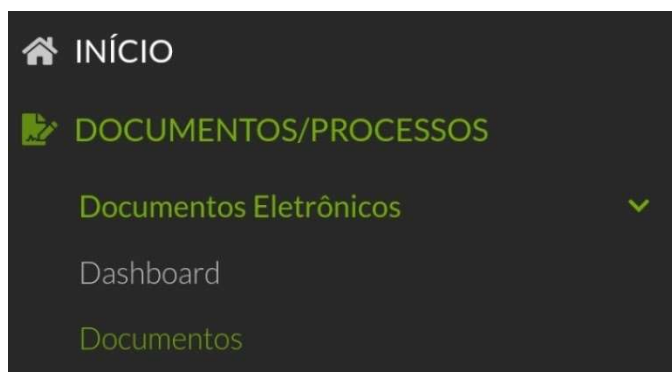 INÍCIO
DOCUMENTOS/PROCESSOS
Documentos Eletrônicos
Dashboard
Documentos